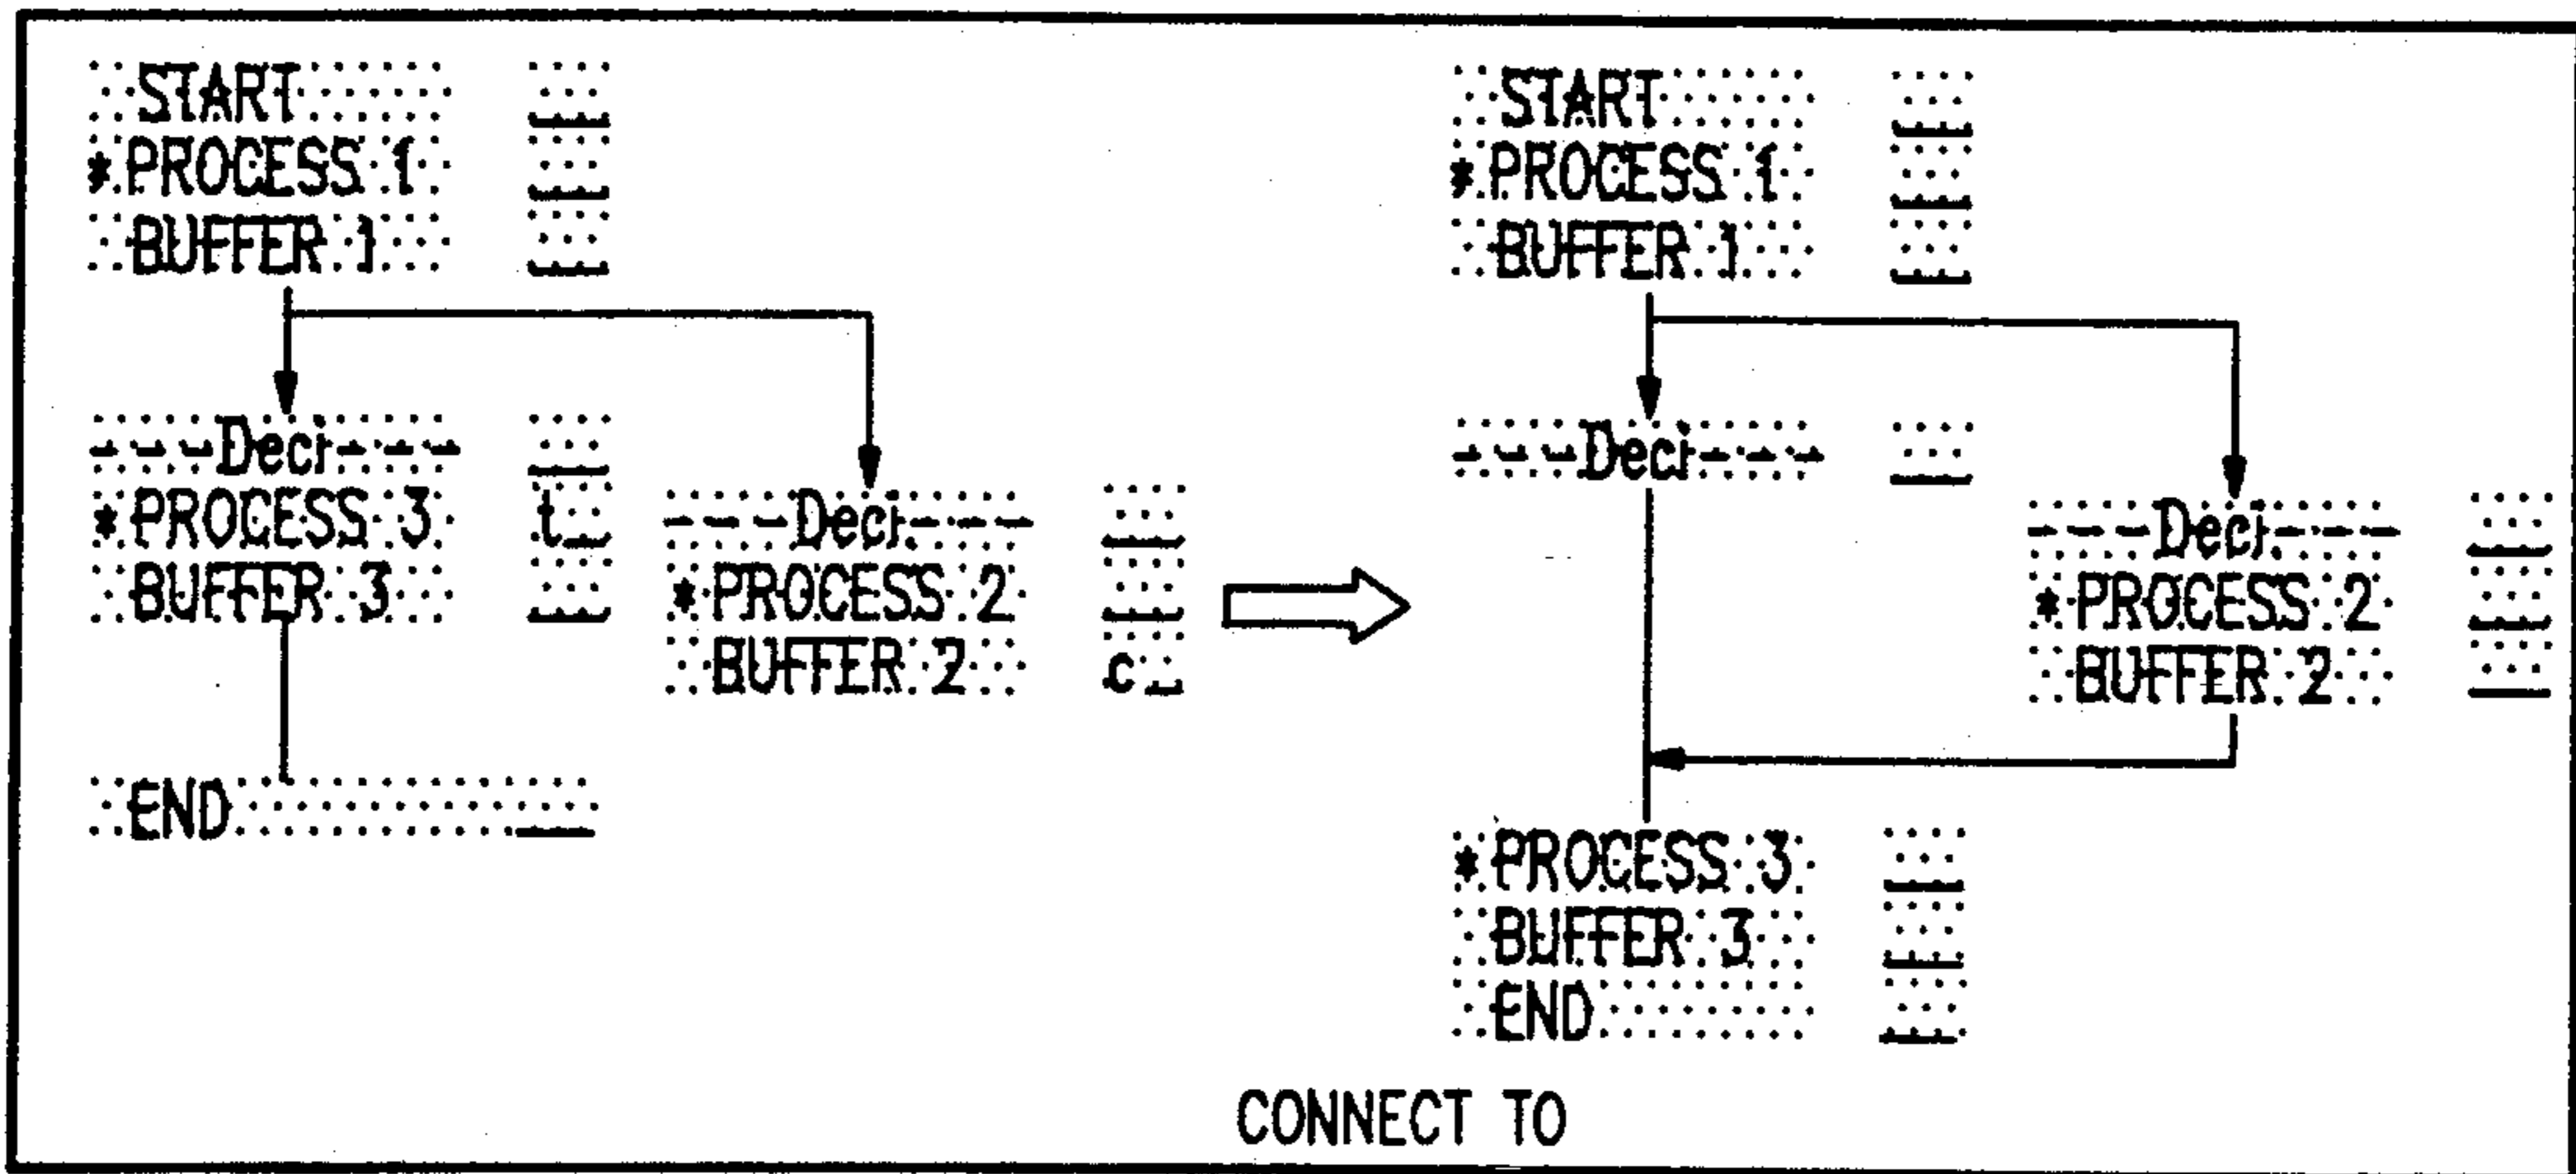 START
*PROCESS 1
BUFFER 1
---Deci---
*PROCESS 3 t
BUFFER 3
---Deci---
*PROCESS 2
BUFFER 2 c
END
START
*PROCESS 1
BUFFER 1
---Deci---
---Deci---
*PROCESS 2
BUFFER 2
*PROCESS 3
BUFFER 3
END
CONNECT TO